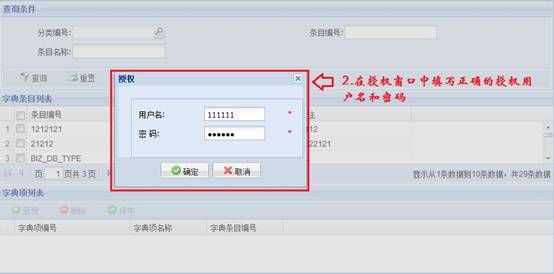 查询条件
分类编号:
条目编号:
条目名称:
查询 重置
字典条目列表
条目编号
注
1 1212121
112
2 21212
22121
3 BIZ_DB_TYPE
页 1 页共 3 页
显示从1条数据到10条数据，共29条数据
字典项列表
新增 删除 保存
字典项编号 字典项名称 字典条目编号
授权
用户名: 111111 *
密 码: ●●●●●● *
确定 取消
2.在授权窗口中填写正确的授权用
户名和密码